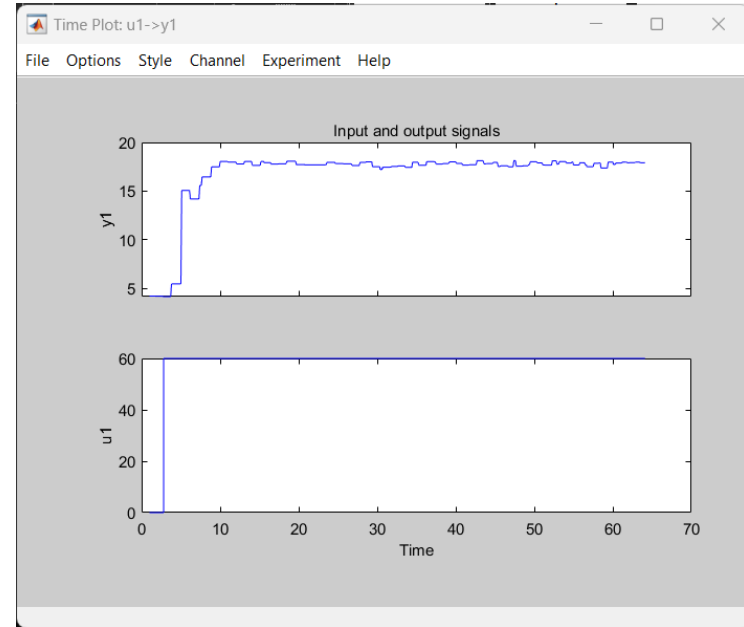 Time Plot: u1->y1
File Options Style Channel Experiment Help
Input and output signals
20
15
10
5
y1
60
40
20
0
u1
0 10 20 30 40 50 60 70
Time